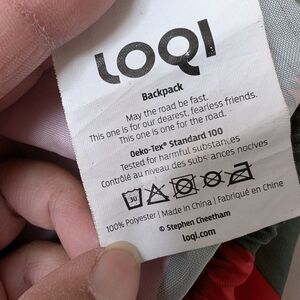 LOQI
Backpack
May the road be fast.
This one is for our dearest, fearless friends.
This one is for the road.
Oeko-Tex® Standard 100
Tested for harmful substances
Contrôlé au niveau des substances nocives
30
100% Polyester | Made in China | Fabriqué en Chine
© Stephen Cheetham
loqi.com